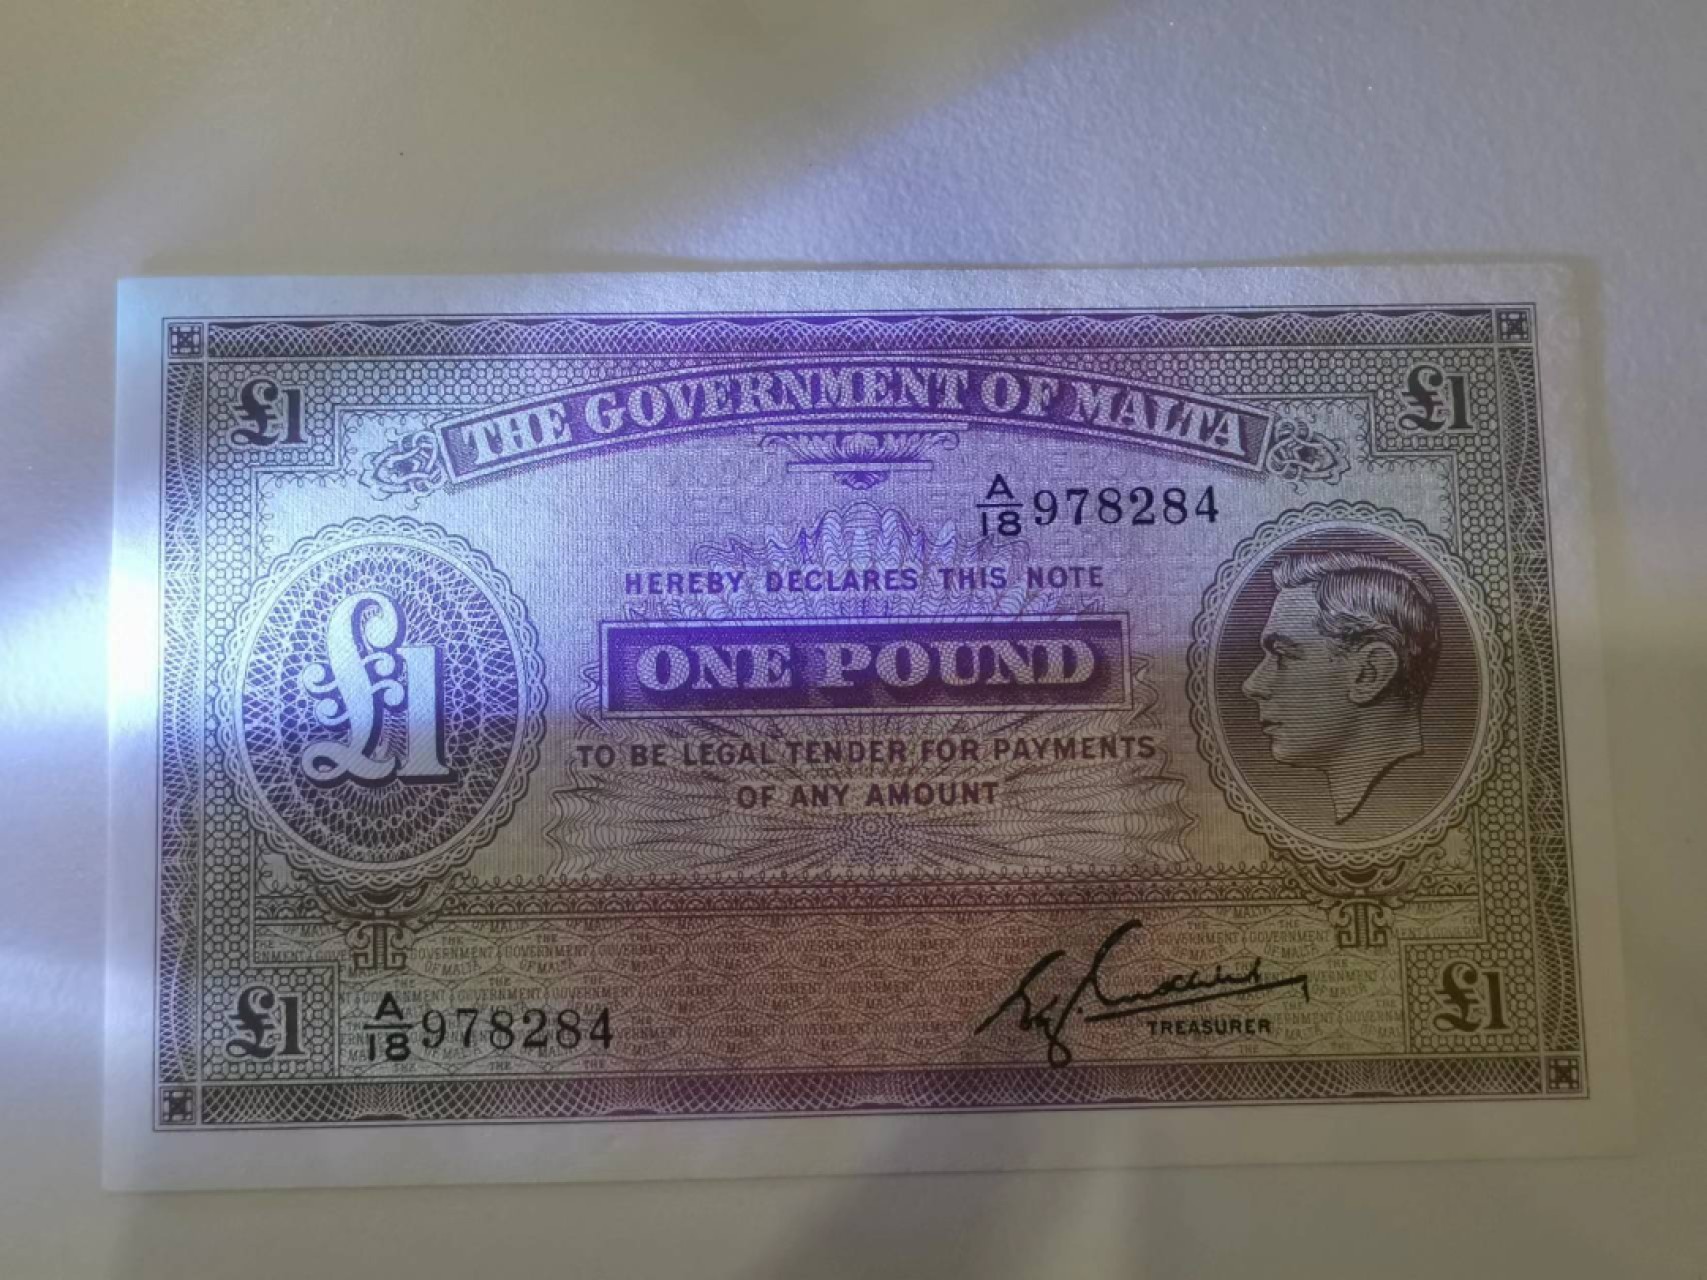 £1
£1
THE GOVERNMENT OF MALTA
A/18 978284
HEREBY DECLARES THIS NOTE
£1
ONE POUND
TO BE LEGAL TENDER FOR PAYMENTS
OF ANY AMOUNT
£1
A/18 978284
TREASURER
£1